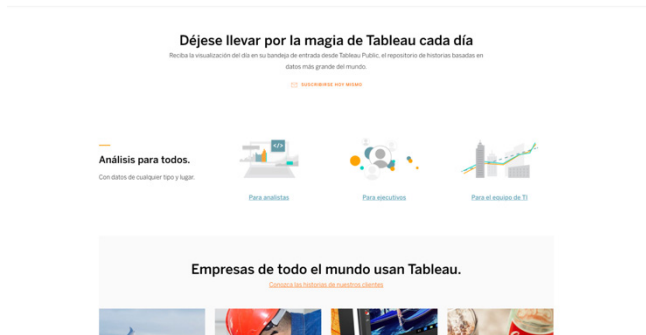 Déjese llevar por la magia de Tableau cada día
Reciba la visualización del día en su bandeja de entrada desde Tableau Public, el repositorio de historias basadas en
datos más grande del mundo.
SUSCRIBIRSE HOY MISMO
Análisis para todos.
Con datos de cualquier tipo y lugar.
Para analistas
Para ejecutivos
Para el equipo de TI
Empresas de todo el mundo usan Tableau.
Conozca las historias de nuestros clientes